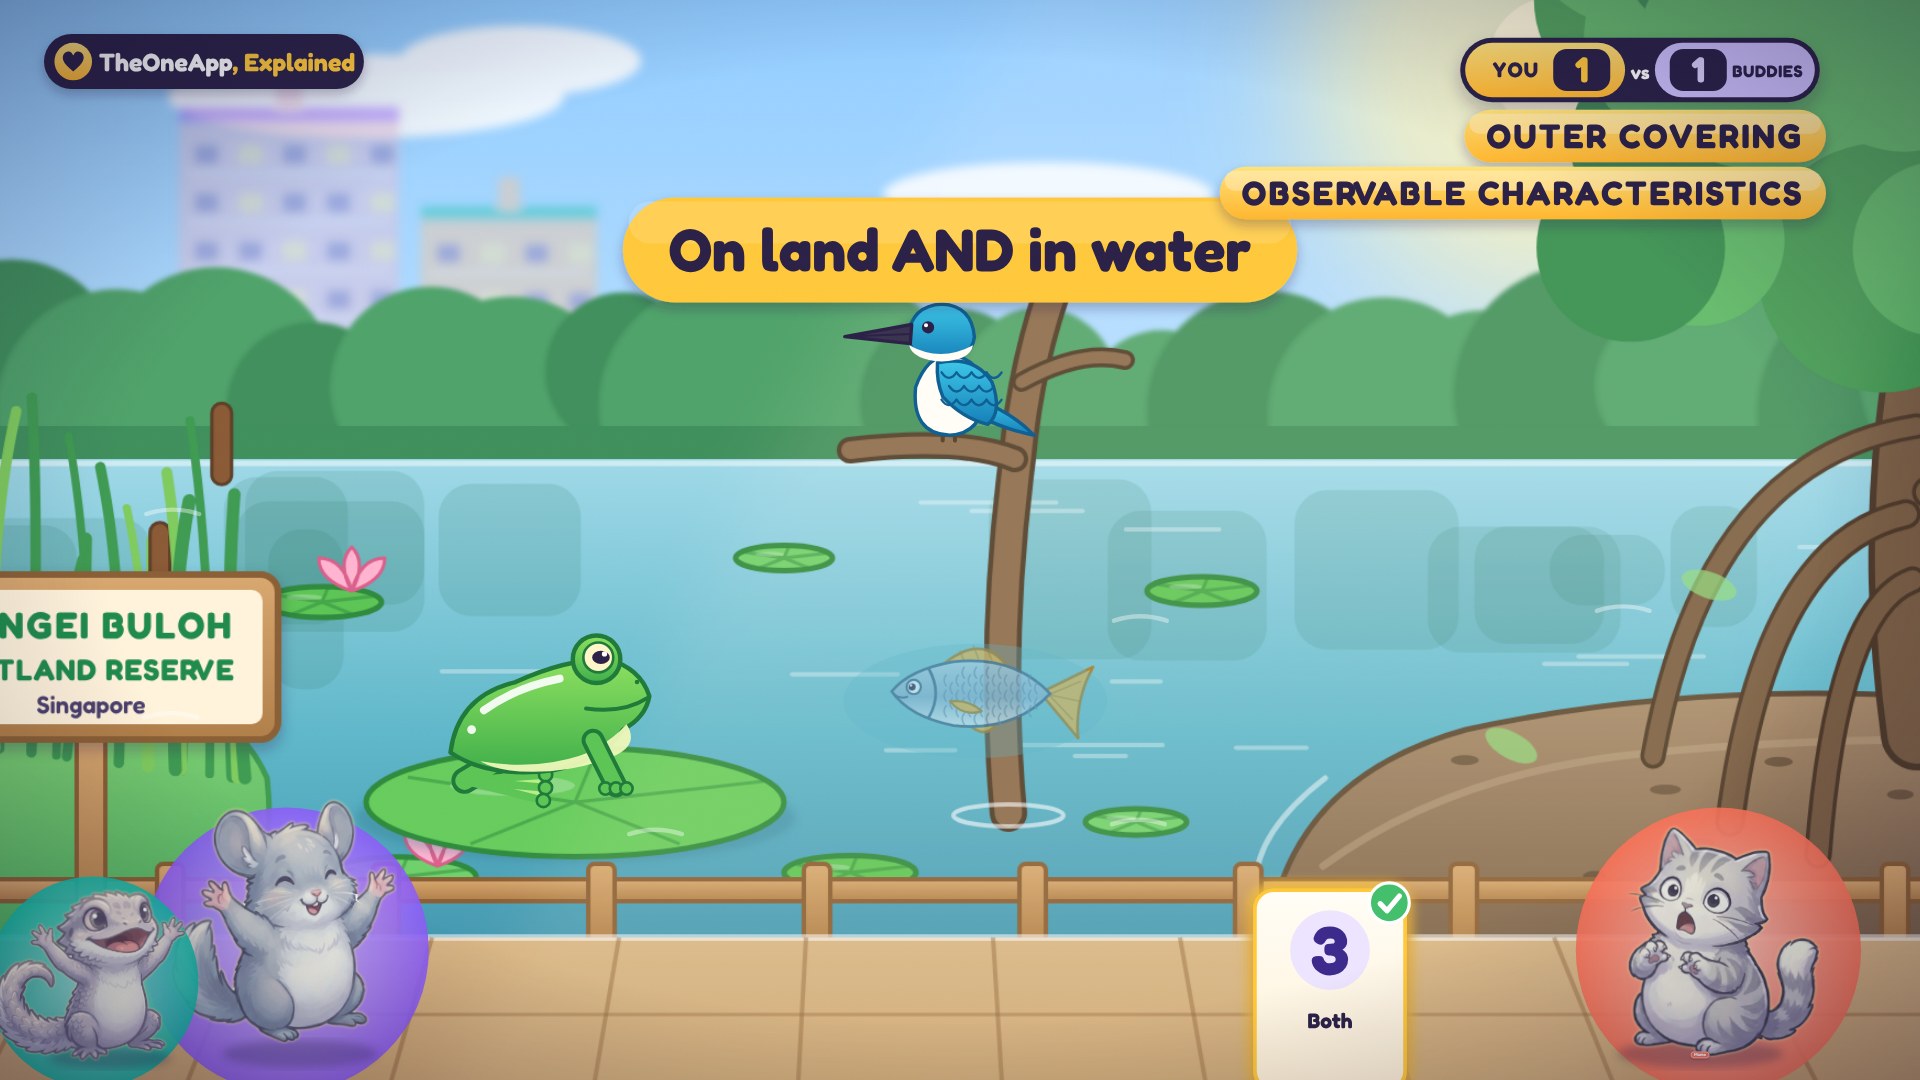 TheOneApp, Explained
YOU 1 vs 1 BUDDIES
OUTER COVERING
OBSERVABLE CHARACTERISTICS
On land AND in water
NGEI BULOH
TLAND RESERVE
Singapore
3
Both